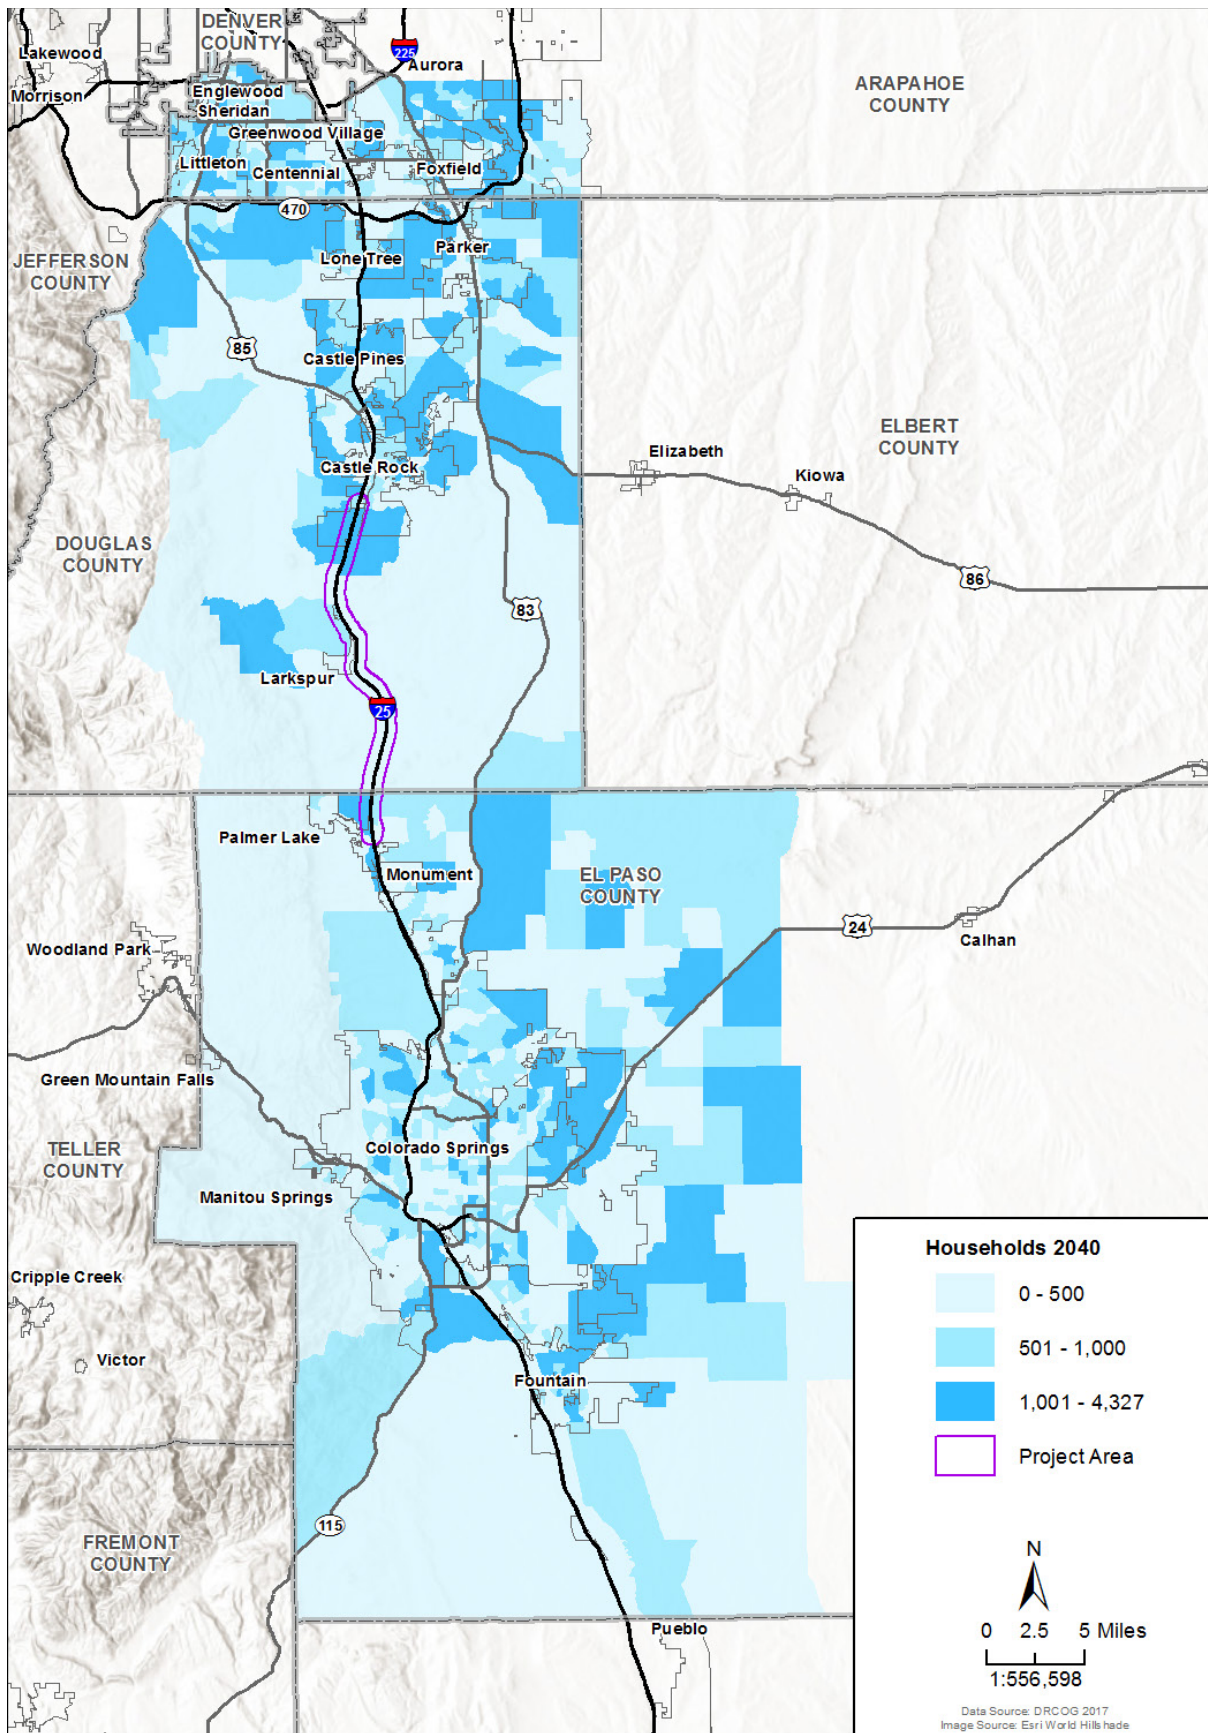 DENVER
COUNTY
Lakewood
225
Aurora
ARAPAHOE
COUNTY
Morrison
Englewood
Sheridan
Greenwood Village
Littleton
Centennial
Foxfield
470
JEFFERSON
COUNTY
Lone Tree
Parker
85
Castle Pines
ELBERT
COUNTY
Elizabeth
Castle Rock
Kiowa
DOUGLAS
COUNTY
86
83
Larkspur
25
Palmer Lake
Monument
EL PASO
COUNTY
24
Calhan
Woodland Park
Green Mountain Falls
Colorado Springs
TELLER
COUNTY
Manitou Springs
Cripple Creek
Victor
Fountain
115
FREMONT
COUNTY
Pueblo
Households 2040
0 - 500
501 - 1,000
1,001 - 4,327
Project Area
N
0 2.5 5 Miles
1:556,598
Data Source: DRCOG 2017
Image Source: Esri World Hillshade